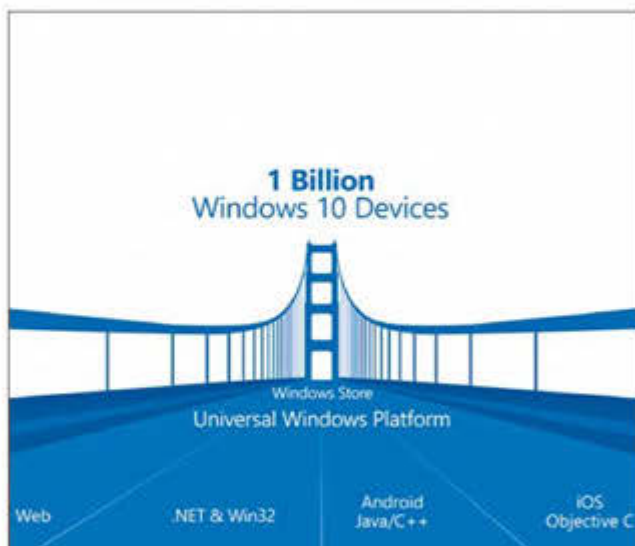 1 Billion
Windows 10 Devices
Windows Store
Universal Windows Platform
Web
.NET & Win32
Android
Java/C++
iOS
Objective C